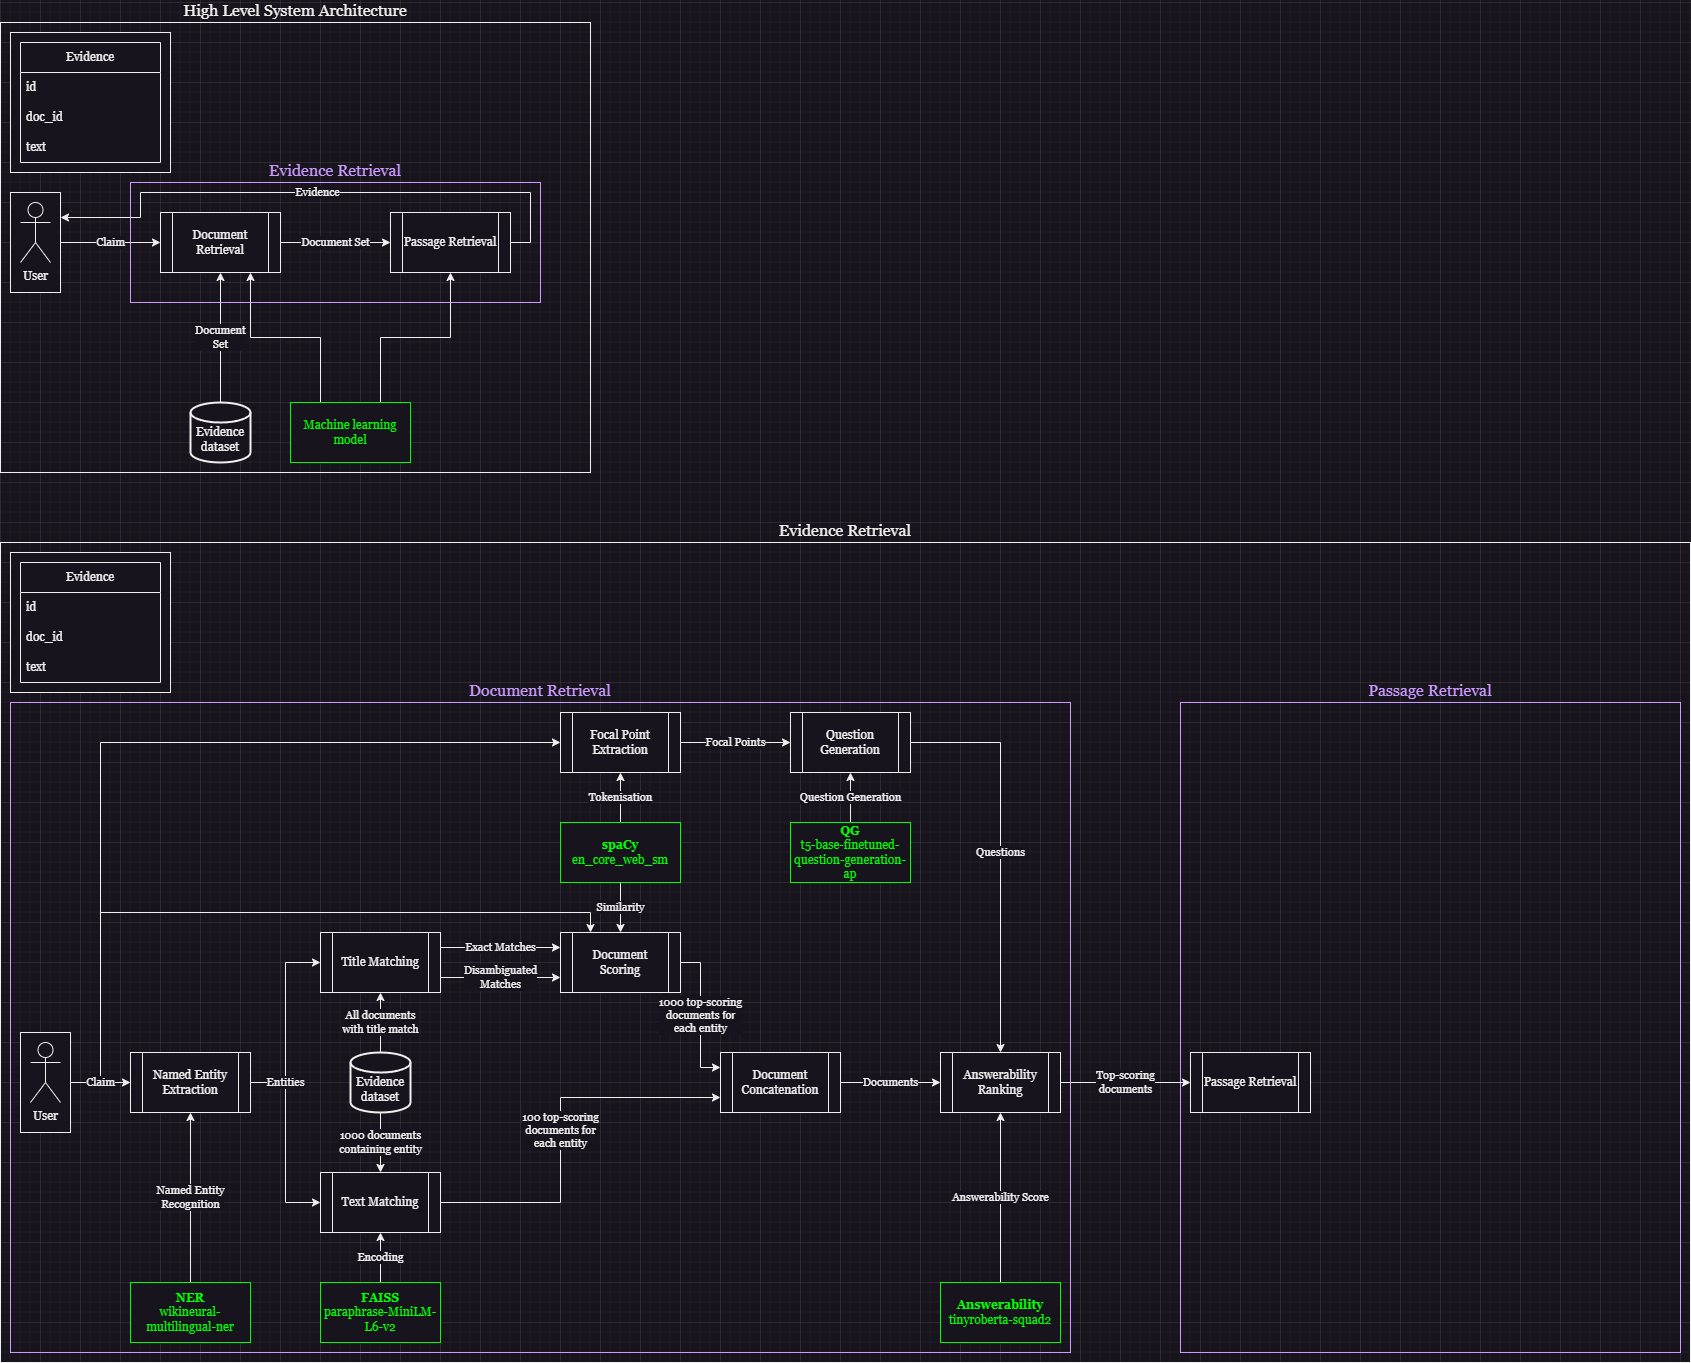 High Level System Architecture
Evidence
id
doc_id
text
Evidence Retrieval
Evidence
User
Claim
Document
Retrieval
Document Set
Passage Retrieval
Document
Set
Evidence
dataset
Machine learning
model
Evidence Retrieval
Evidence
id
doc_id
text
Document Retrieval
Passage Retrieval
Focal Point
Extraction
Focal Points
Question
Generation
Tokenisation
Question Generation
spaCy
en_core_web_sm
QG
t5-base-finetuned-
question-generation-
ap
Questions
Similarity
Title Matching
Exact Matches
Disambiguated
Matches
Document
Scoring
1000 top-scoring
documents for
each entity
All documents
with title match
User
Claim
Named Entity
Extraction
Entities
Evidence
dataset
Document
Concatenation
Documents
Answerability
Ranking
Top-scoring
documents
Passage Retrieval
1000 documents
containing entity
100 top-scoring
documents for
each entity
Named Entity
Recognition
Text Matching
Answerability Score
Encoding
NER
wikineural-
multilingual-ner
FAISS
paraphrase-MiniLM-
L6-v2
Answerability
tinyroberta-squad2